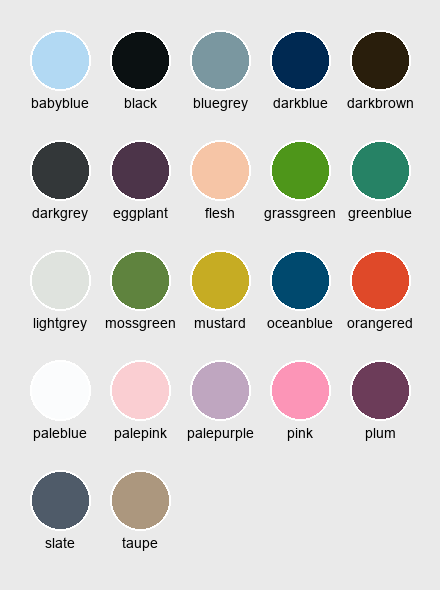 babyblue black bluegrey darkblue darkbrown
darkgrey eggplant flesh grassgreen greenblue
lightgrey mossgreen mustard oceanblue orangered
paleblue palepink palepurple pink plum
slate taupe